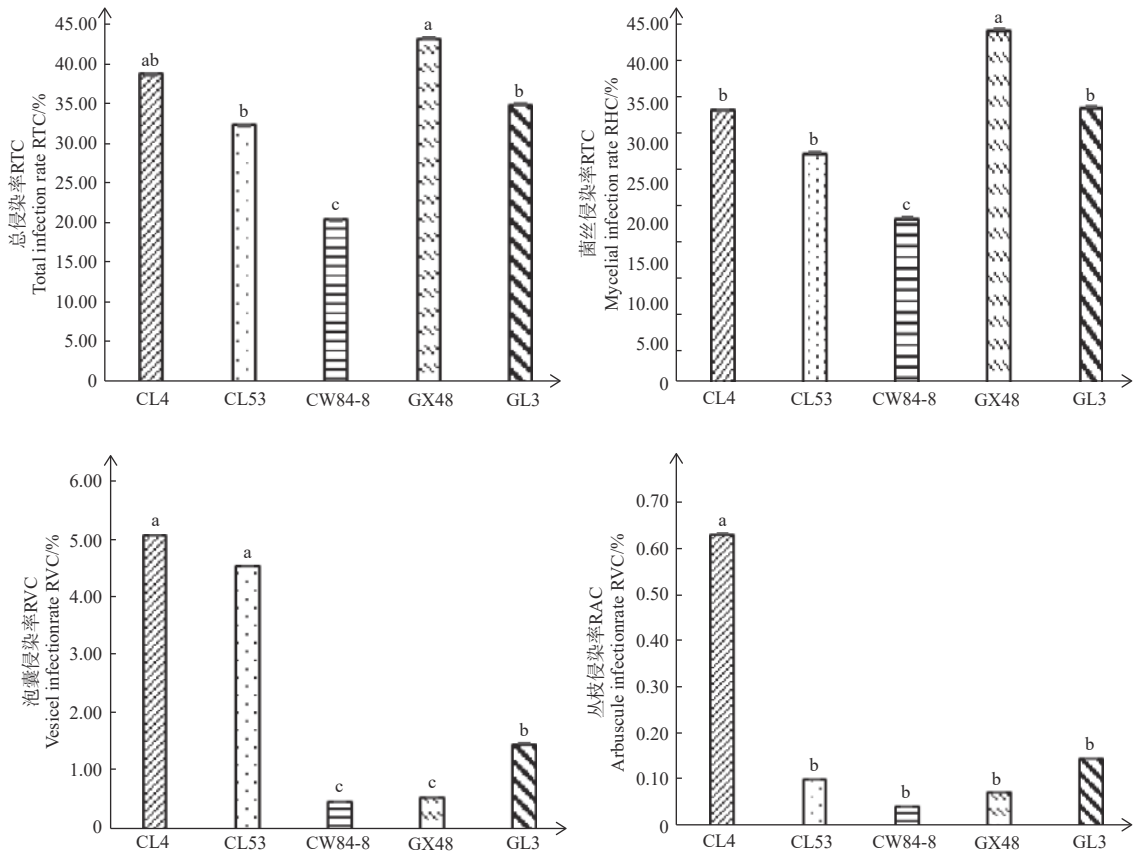 45.00
40.00
35.00
30.00
25.00
20.00
15.00
10.00
5.00
0
总侵染率RTC
Total infection rate RTC/%
ab
b
c
a
b
CL4
CL53
CW84-8
GX48
GL3
45.00
40.00
35.00
30.00
25.00
20.00
15.00
10.00
5.00
0
菌丝侵染率RTC
Mycelial infection rate RHC/%
b
b
c
a
b
CL4
CL53
CW84-8
GX48
GL3
6.00
5.00
4.00
3.00
2.00
1.00
0
泡囊侵染率RVC
Vesicel infectionrate RVC/%
a
a
c
c
b
CL4
CL53
CW84-8
GX48
GL3
0.70
0.60
0.50
0.40
0.30
0.20
0.10
0
丛枝侵染率RAC
Arbuscule infectionrate RVC/%
a
b
b
b
b
CL4
CL53
CW84-8
GX48
GL3